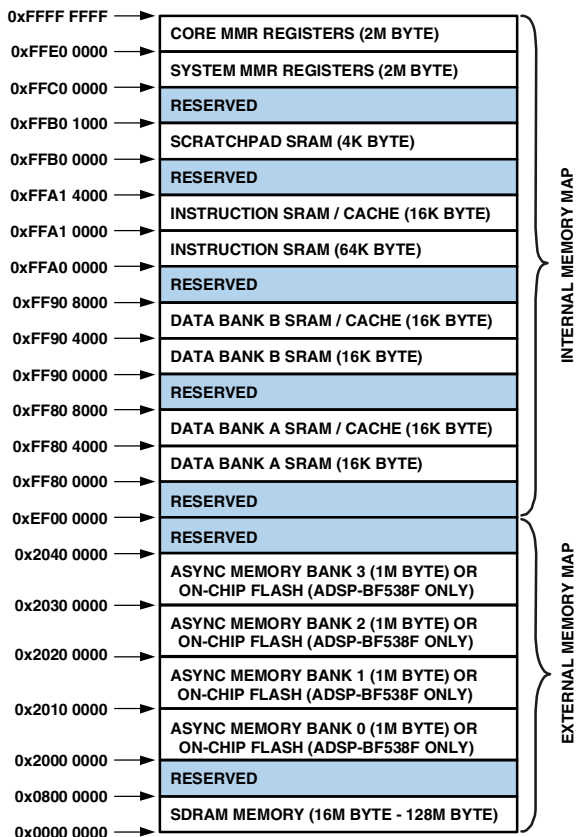 0xFFFF FFFF
CORE MMR REGISTERS (2M BYTE)
0xFFE0 0000
SYSTEM MMR REGISTERS (2M BYTE)
0xFFC0 0000
RESERVED
0xFFB0 1000
SCRATCHPAD SRAM (4K BYTE)
0xFFB0 0000
RESERVED
0xFFA1 4000
INSTRUCTION SRAM / CACHE (16K BYTE)
0xFFA1 0000
INSTRUCTION SRAM (64K BYTE)
0xFFA0 0000
RESERVED
0xFF90 8000
DATA BANK B SRAM / CACHE (16K BYTE)
0xFF90 4000
DATA BANK B SRAM (16K BYTE)
0xFF90 0000
RESERVED
0xFF80 8000
DATA BANK A SRAM / CACHE (16K BYTE)
0xFF80 4000
DATA BANK A SRAM (16K BYTE)
0xFF80 0000
RESERVED
0xEF00 0000
RESERVED
0x2040 0000
ASYNC MEMORY BANK 3 (1M BYTE) OR
ON-CHIP FLASH (ADSP-BF538F ONLY)
0x2030 0000
ASYNC MEMORY BANK 2 (1M BYTE) OR
ON-CHIP FLASH (ADSP-BF538F ONLY)
0x2020 0000
ASYNC MEMORY BANK 1 (1M BYTE) OR
ON-CHIP FLASH (ADSP-BF538F ONLY)
0x2010 0000
ASYNC MEMORY BANK 0 (1M BYTE) OR
ON-CHIP FLASH (ADSP-BF538F ONLY)
0x2000 0000
RESERVED
0x0800 0000
SDRAM MEMORY (16M BYTE - 128M BYTE)
0x0000 0000
INTERNAL MEMORY MAP
EXTERNAL MEMORY MAP